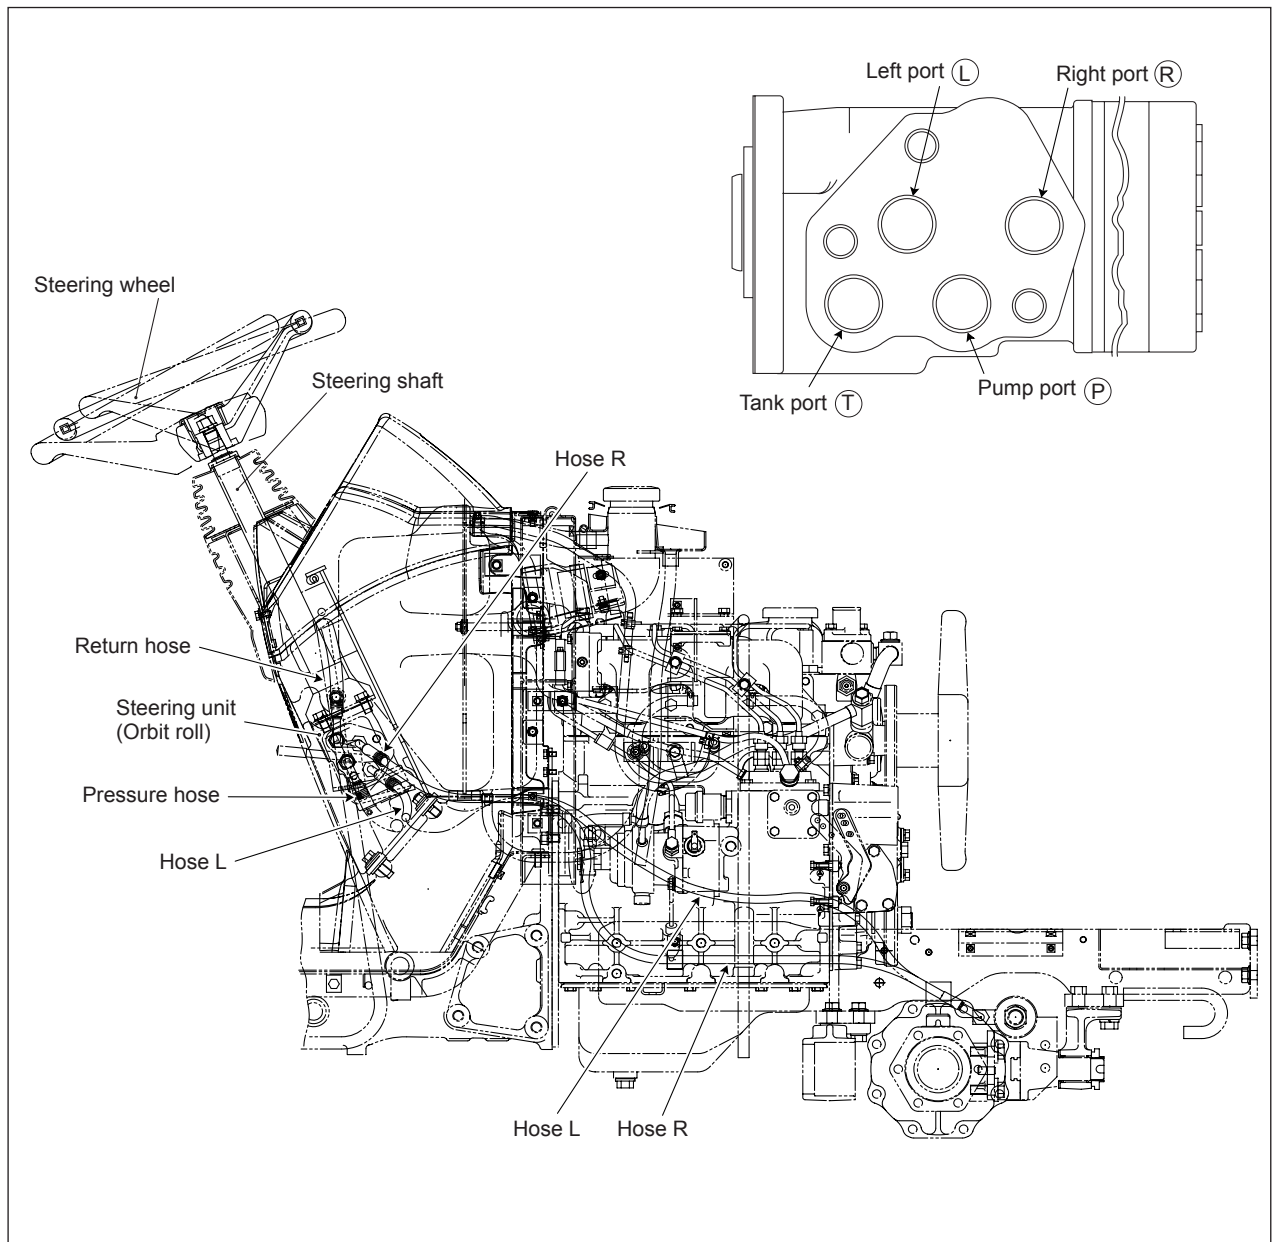 Left port L
Right port R
Tank port T
Pump port P
Steering wheel
Steering shaft
Hose R
Return hose
Steering unit
(Orbit roll)
Pressure hose
Hose L
Hose L
Hose R